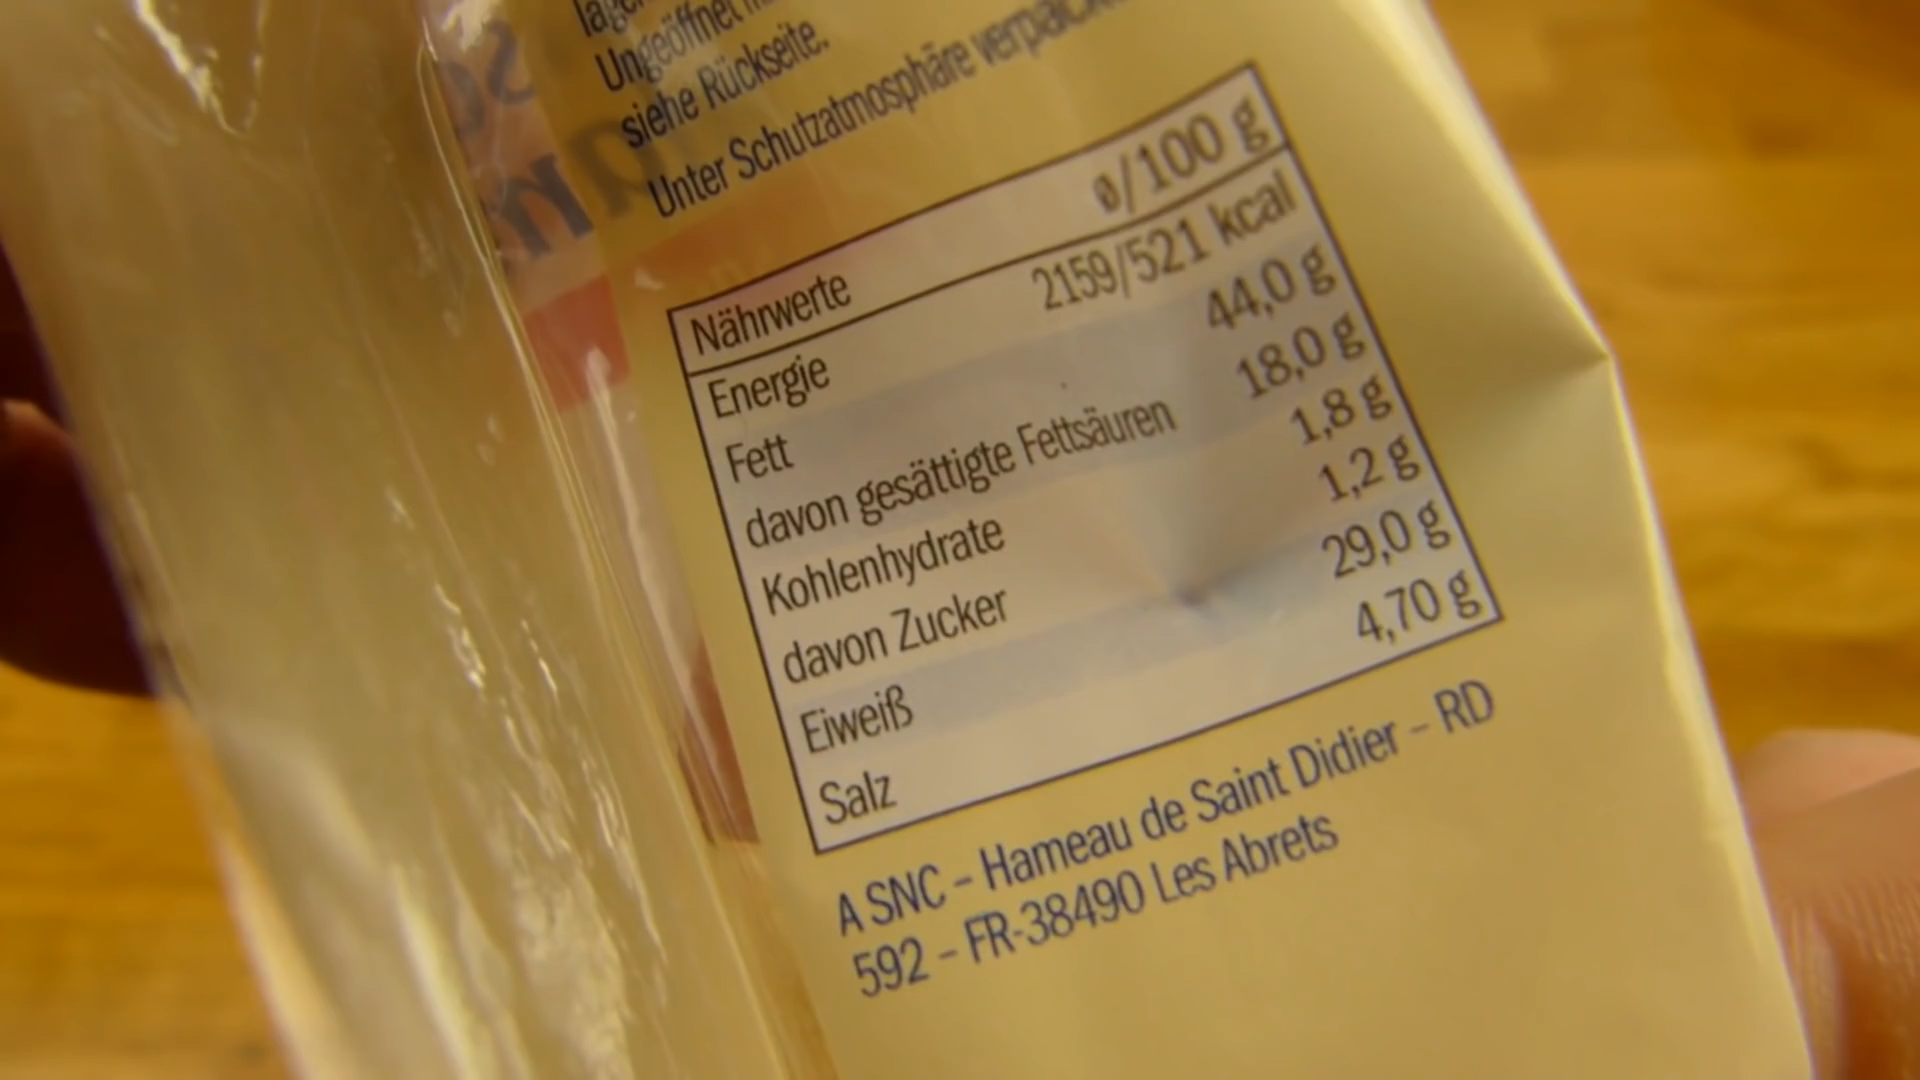 Ungeöffnet
siehe Rückseite.
Unter Schutzatmosphäre verpackt
Nährwerte ø/100 g
Energie 2159/521 kcal
Fett 44,0 g
davon gesättigte Fettsäuren 18,0 g
Kohlenhydrate 1,8 g
davon Zucker 1,2 g
Eiweiß 29,0 g
Salz 4,70 g
A SNC – Hameau de Saint Didier – RD
592 – FR-38490 Les Abrets